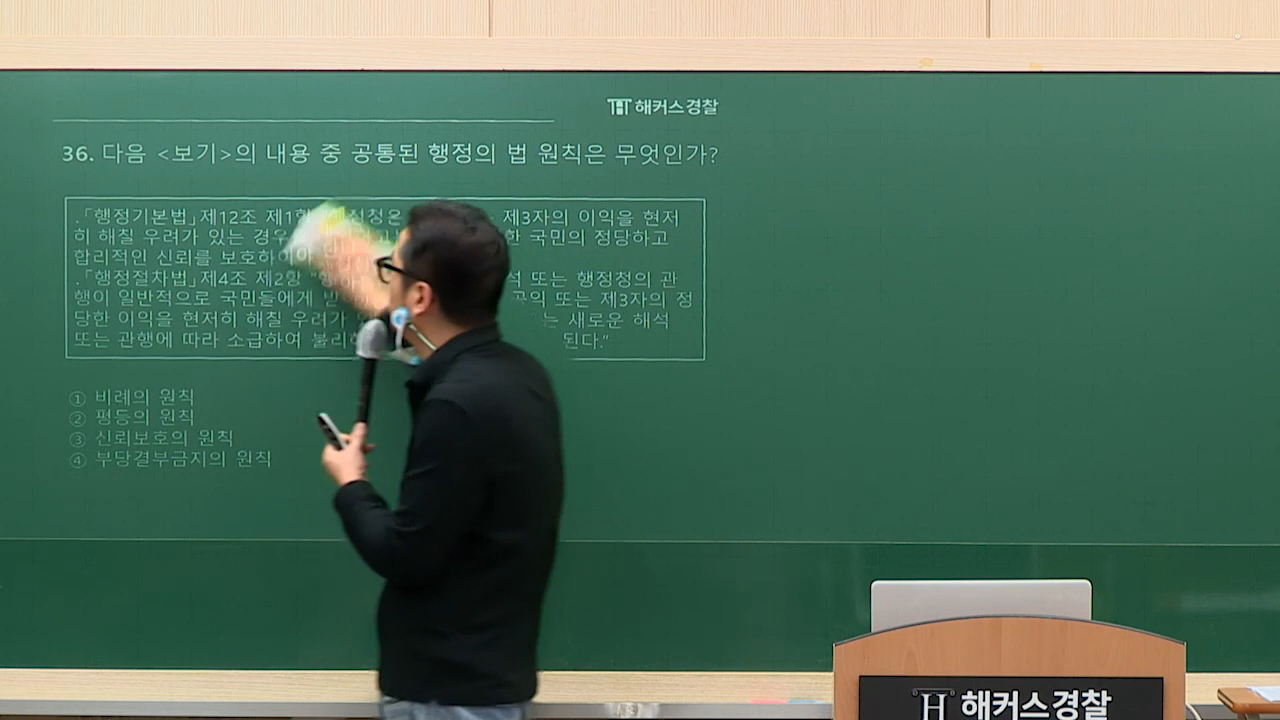 해커스경찰
36. 다음 <보기>의 내용 중 공통된 행정의 법 원칙은 무엇인가?
.「행정기본법」제12조 제1항 제3자의 이익을 현저
히 해칠 우려가 있는 경우 국민의 정당하고
합리적인 신뢰를 보호하여야
.「행정절차법」제4조 제2항 또는 행정청의 관
행이 일반적으로 국민들에게 공익 또는 제3자의 정
당한 이익을 현저히 해칠 우려가 새로운 해석
또는 관행에 따라 소급하여 된다."
① 비례의 원칙
② 평등의 원칙
③ 신뢰보호의 원칙
④ 부당결부금지의 원칙
해커스경찰